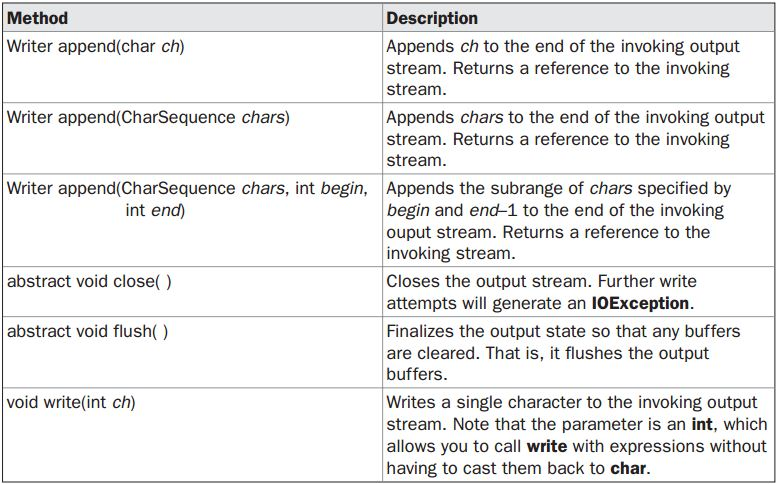 Method Description
Writer append(char ch) Appends ch to the end of the invoking output
stream. Returns a reference to the invoking
stream.
Writer append(CharSequence chars) Appends chars to the end of the invoking output
stream. Returns a reference to the invoking
stream.
Writer append(CharSequence chars, int begin, Appends the subrange of chars specified by
int end) begin and end–1 to the end of the invoking
ouput stream. Returns a reference to the
invoking stream.
abstract void close( ) Closes the output stream. Further write
attempts will generate an IOException.
abstract void flush( ) Finalizes the output state so that any buffers
are cleared. That is, it flushes the output
buffers.
void write(int ch) Writes a single character to the invoking output
stream. Note that the parameter is an int, which
allows you to call write with expressions without
having to cast them back to char.